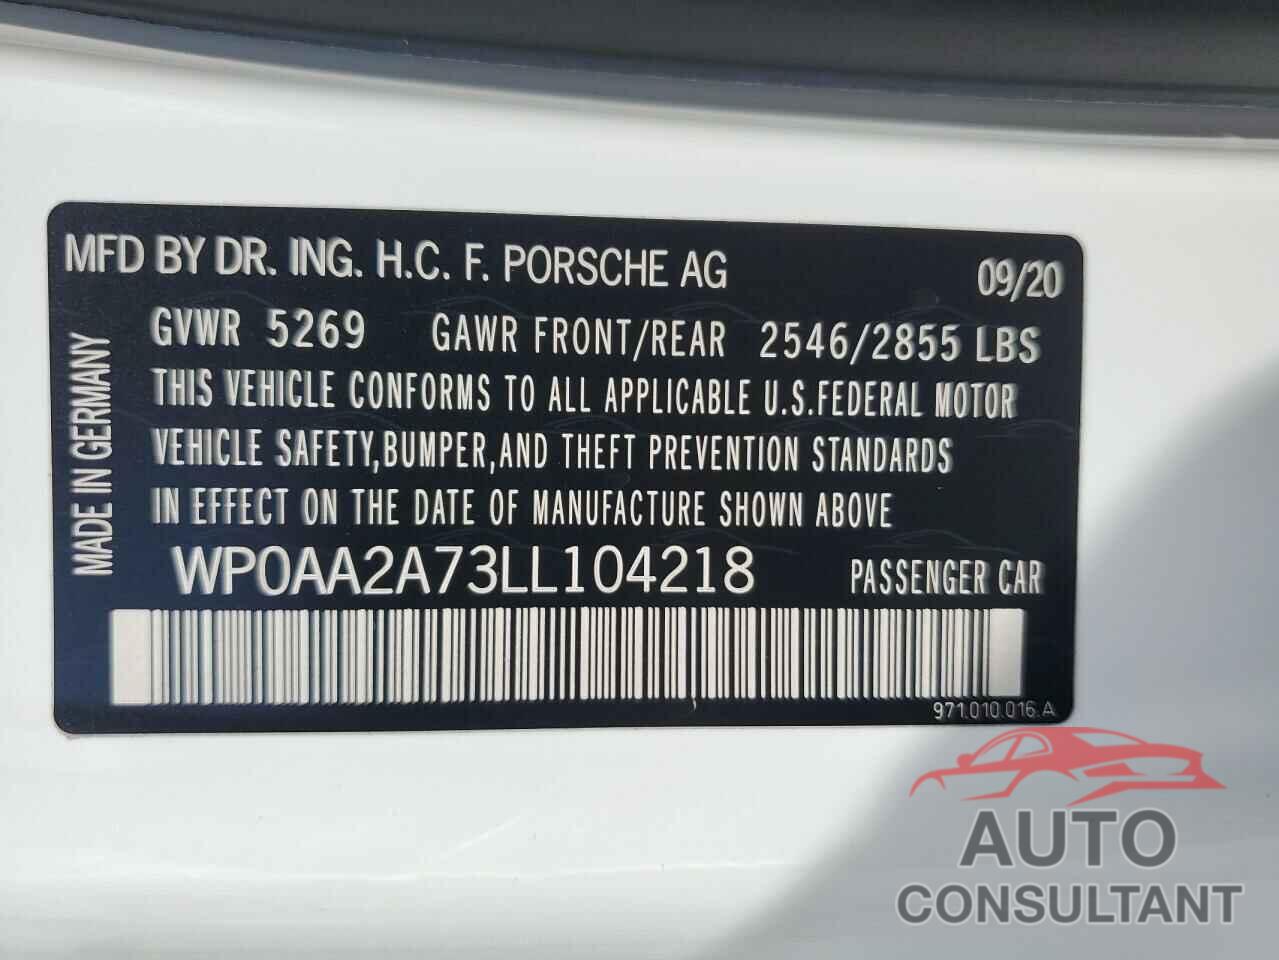 MFD BY DR. ING. H.C. F. PORSCHE AG 09/20
GVWR 5269 GAWR FRONT/REAR 2546/2855 LBS
THIS VEHICLE CONFORMS TO ALL APPLICABLE U.S.FEDERAL MOTOR
VEHICLE SAFETY,BUMPER,AND THEFT PREVENTION STANDARDS
IN EFFECT ON THE DATE OF MANUFACTURE SHOWN ABOVE
WP0AA2A73LL104218 PASSENGER CAR
971.010.016.A
MADE IN GERMANY
AUTO
CONSULTANT